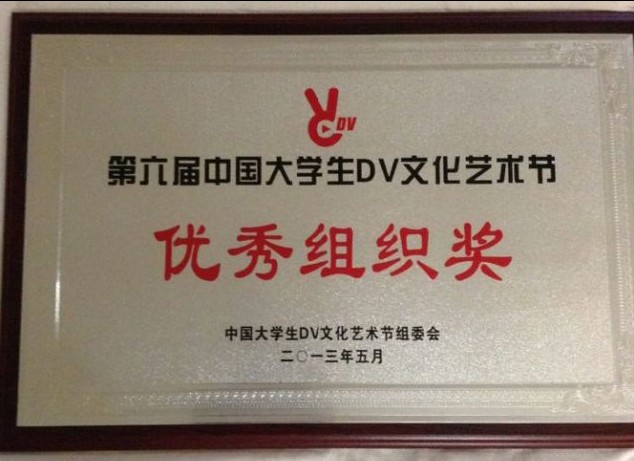 DV
第六届中国大学生DV文化艺术节
优秀组织奖
中国大学生DV文化艺术节组委会
二〇一三年五月